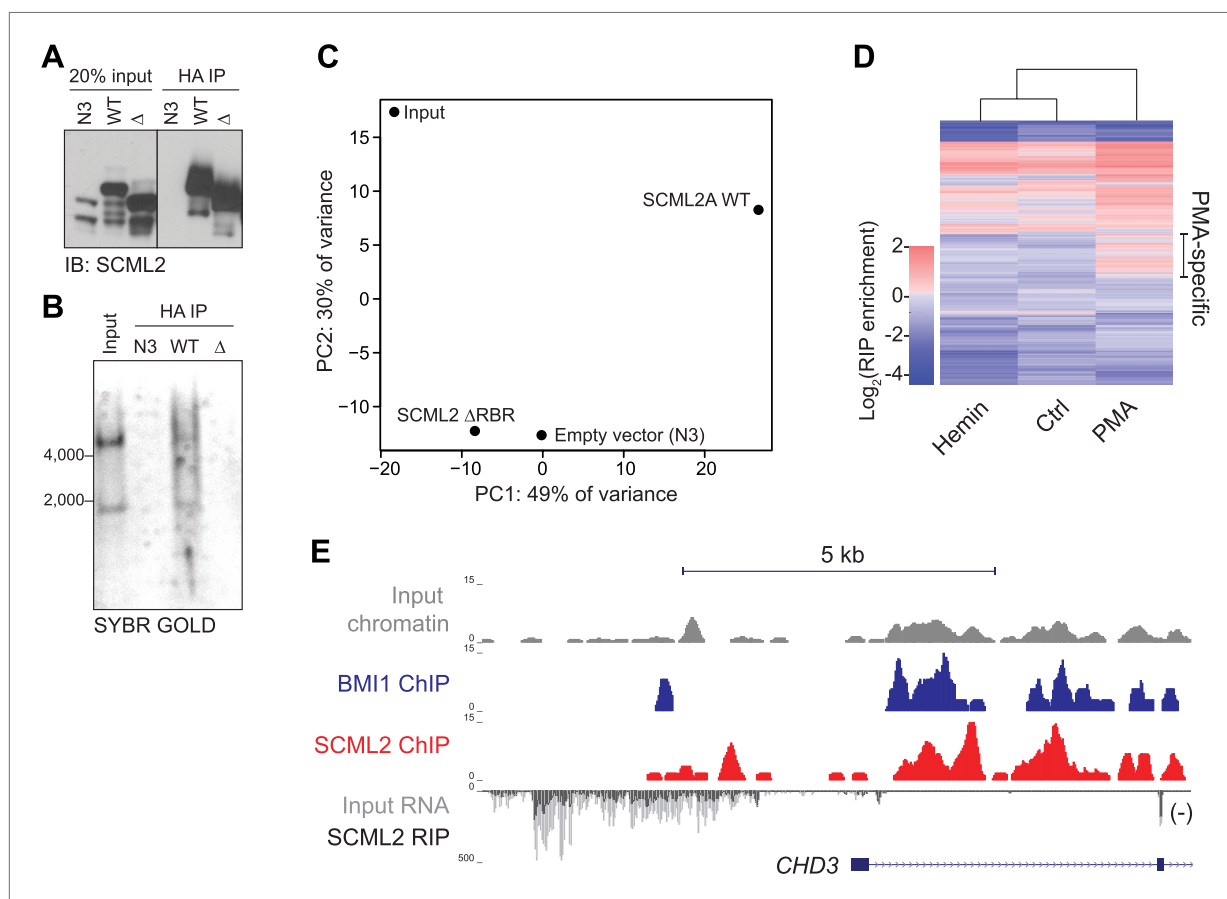 A
20% input
HA IP
N3
WT
Δ
N3
WT
Δ
IB: SCML2
B
HA IP
Input
N3
WT
Δ
4,000
2,000
SYBR GOLD
C
Input
SCML2A WT
SCML2 ΔRBR
Empty vector (N3)
15
10
5
0
−10
−20
−10
0
10
20
PC2: 30% of variance
PC1: 49% of variance
D
PMA-specific
2
0
-2
-4
Log2(RIP enrichment)
Hemin
Ctrl
PMA
E
5 kb
15
Input
chromatin
0
15
BMI1 ChIP
0
15
SCML2 ChIP
0
0
Input RNA
SCML2 RIP
(-)
500
CHD3